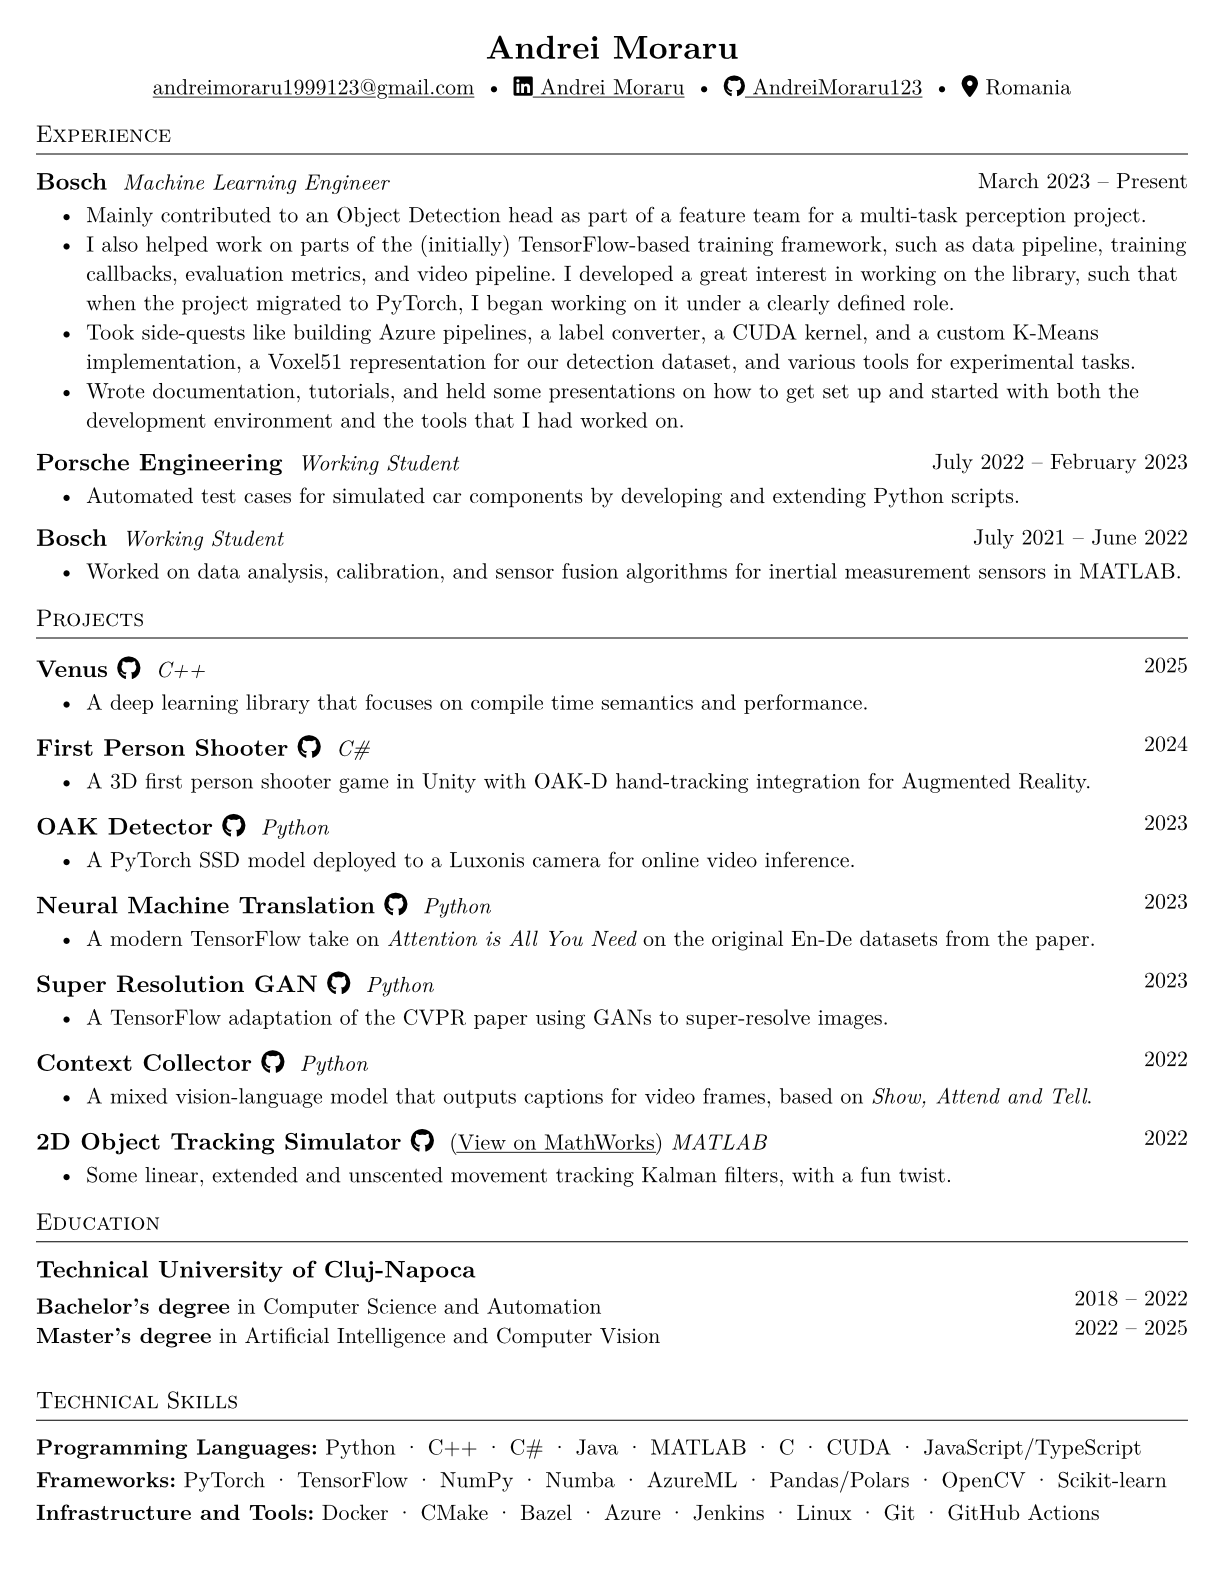 Andrei Moraru
andreimoraru1999123@gmail.com • Andrei Moraru • AndreiMoraru123 • Romania
Experience
Bosch Machine Learning Engineer March 2023 – Present
• Mainly contributed to an Object Detection head as part of a feature team for a multi-task perception project.
• I also helped work on parts of the (initially) TensorFlow-based training framework, such as data pipeline, training
callbacks, evaluation metrics, and video pipeline. I developed a great interest in working on the library, such that
when the project migrated to PyTorch, I began working on it under a clearly defined role.
• Took side-quests like building Azure pipelines, a label converter, a CUDA kernel, and a custom K-Means
implementation, a Voxel51 representation for our detection dataset, and various tools for experimental tasks.
• Wrote documentation, tutorials, and held some presentations on how to get set up and started with both the
development environment and the tools that I had worked on.
Porsche Engineering Working Student July 2022 – February 2023
• Automated test cases for simulated car components by developing and extending Python scripts.
Bosch Working Student July 2021 – June 2022
• Worked on data analysis, calibration, and sensor fusion algorithms for inertial measurement sensors in MATLAB.
Projects
Venus C++ 2025
• A deep learning library that focuses on compile time semantics and performance.
First Person Shooter C# 2024
• A 3D first person shooter game in Unity with OAK-D hand-tracking integration for Augmented Reality.
OAK Detector Python 2023
• A PyTorch SSD model deployed to a Luxonis camera for online video inference.
Neural Machine Translation Python 2023
• A modern TensorFlow take on Attention is All You Need on the original En-De datasets from the paper.
Super Resolution GAN Python 2023
• A TensorFlow adaptation of the CVPR paper using GANs to super-resolve images.
Context Collector Python 2022
• A mixed vision-language model that outputs captions for video frames, based on Show, Attend and Tell.
2D Object Tracking Simulator (View on MathWorks) MATLAB 2022
• Some linear, extended and unscented movement tracking Kalman filters, with a fun twist.
Education
Technical University of Cluj-Napoca
Bachelor's degree in Computer Science and Automation 2018 – 2022
Master's degree in Artificial Intelligence and Computer Vision 2022 – 2025
Technical Skills
Programming Languages: Python · C++ · C# · Java · MATLAB · C · CUDA · JavaScript/TypeScript
Frameworks: PyTorch · TensorFlow · NumPy · Numba · AzureML · Pandas/Polars · OpenCV · Scikit-learn
Infrastructure and Tools: Docker · CMake · Bazel · Azure · Jenkins · Linux · Git · GitHub Actions